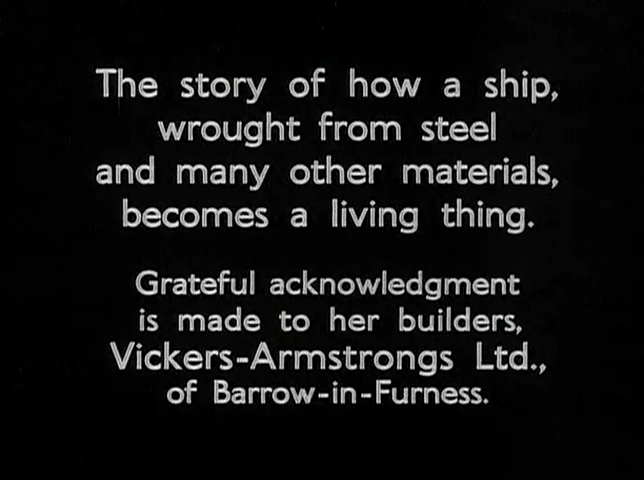 The story of how a ship,
wrought from steel
and many other materials,
becomes a living thing.
Grateful acknowledgment
is made to her builders,
Vickers-Armstrongs Ltd.,
of Barrow-in-Furness.